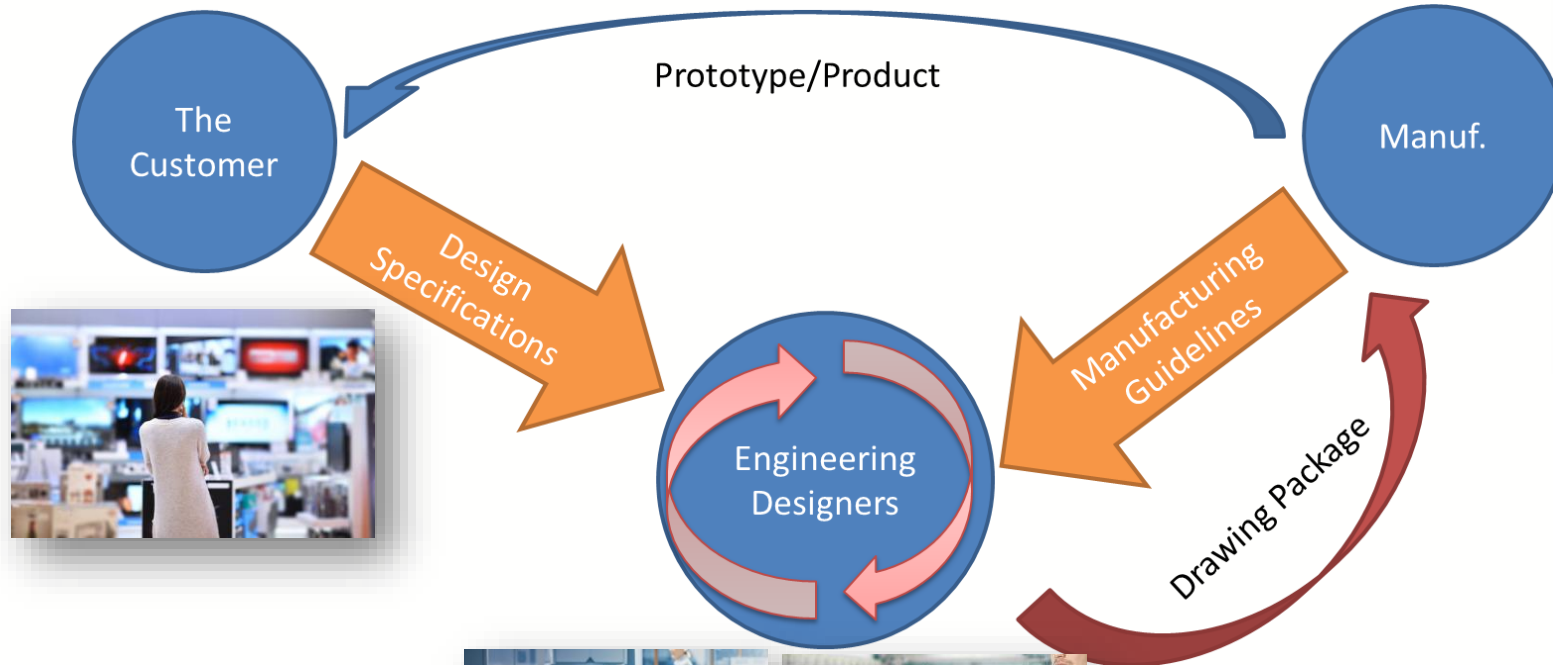 Prototype/Product
The
Customer
Manuf.
Design
Specifications
Manufacturing
Guidelines
Engineering
Designers
Drawing Package